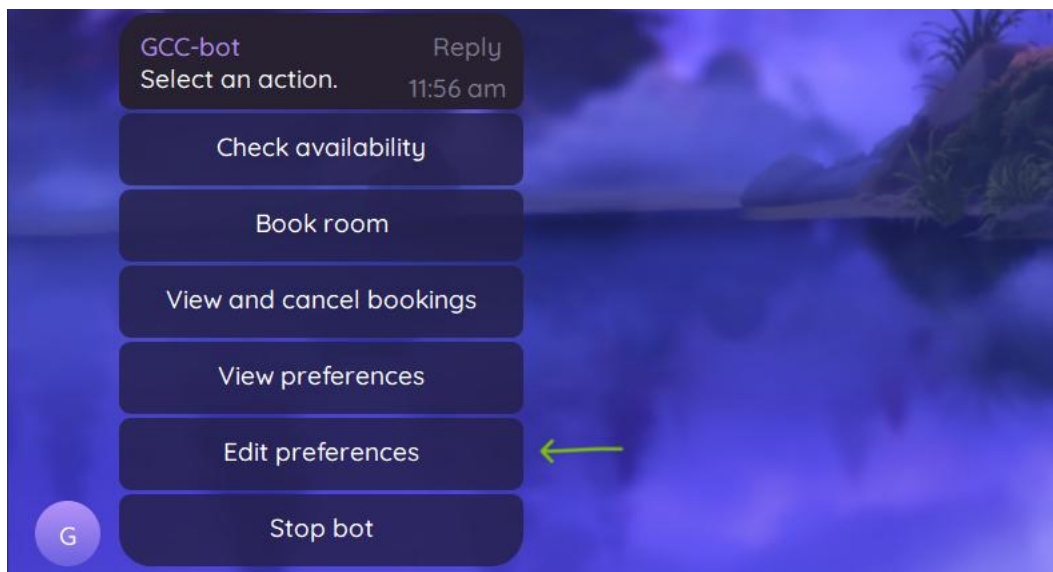 GCC-bot Reply
Select an action. 11:56 am
Check availability
Book room
View and cancel bookings
View preferences
Edit preferences
Stop bot
G